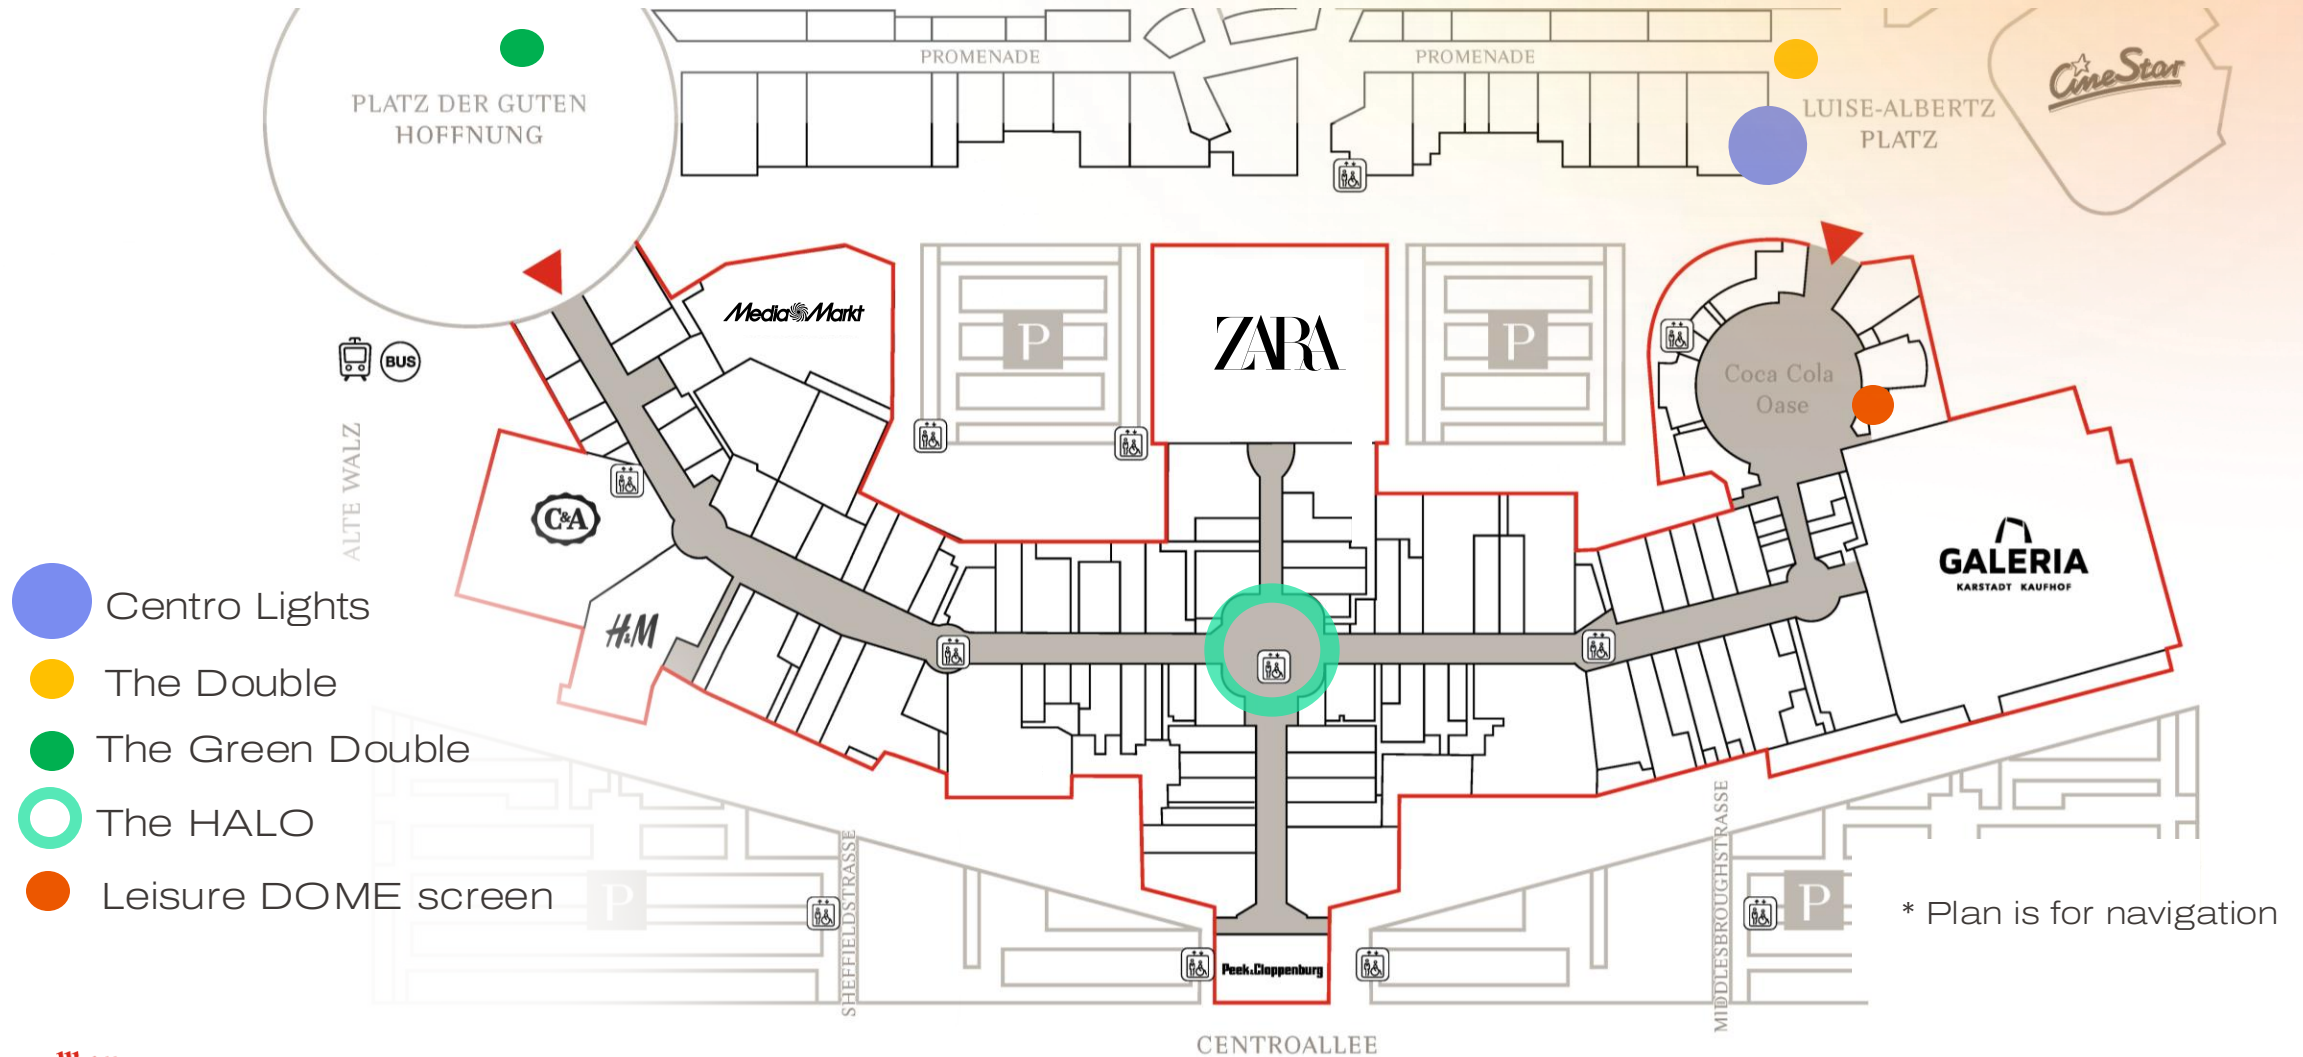 PROMENADE
PROMENADE
CineStar
PLATZ DER GUTEN
HOFFNUNG
LUISE-ALBERTZ
PLATZ
MediaMarkt
ZARA
P
P
BUS
Coca Cola
Oase
ALTE WALZ
C&A
GALERIA
KARSTADT KAUFHOF
H&M
Centro Lights
The Double
The Green Double
The HALO
Leisure DOME screen
P
SHEFFIELDSTRASSE
MIDDLESBROUGHSTRASSE
P
* Plan is for navigation
Peek&Cloppenburg
CENTROALLEE